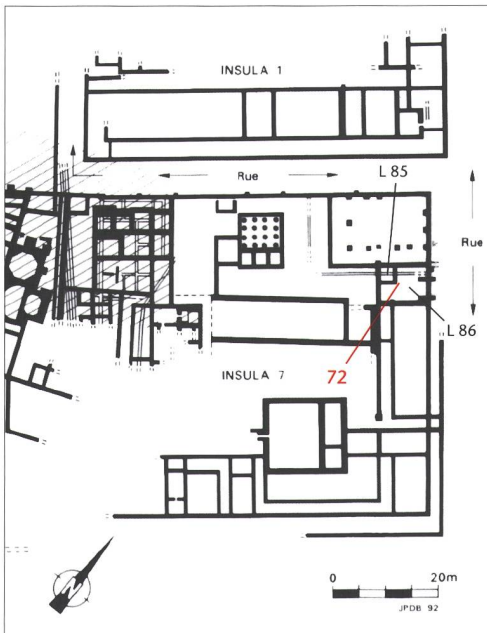 INSULA 1
Rue
L 85
Rue
L 86
72
INSULA 7
0 20m
JPDB 92